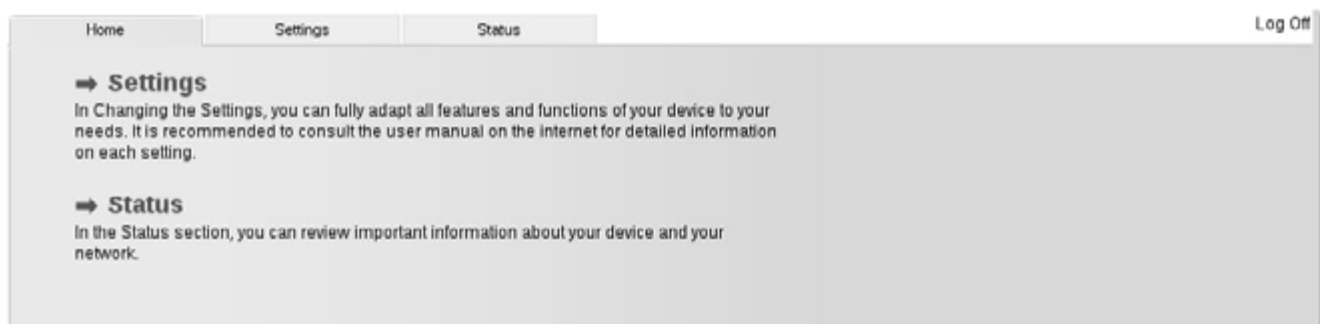 Home Settings Status Log Off
Settings
In Changing the Settings, you can fully adapt all features and functions of your device to your
needs. It is recommended to consult the user manual on the internet for detailed information
on each setting.
Status
In the Status section, you can review important information about your device and your
network.